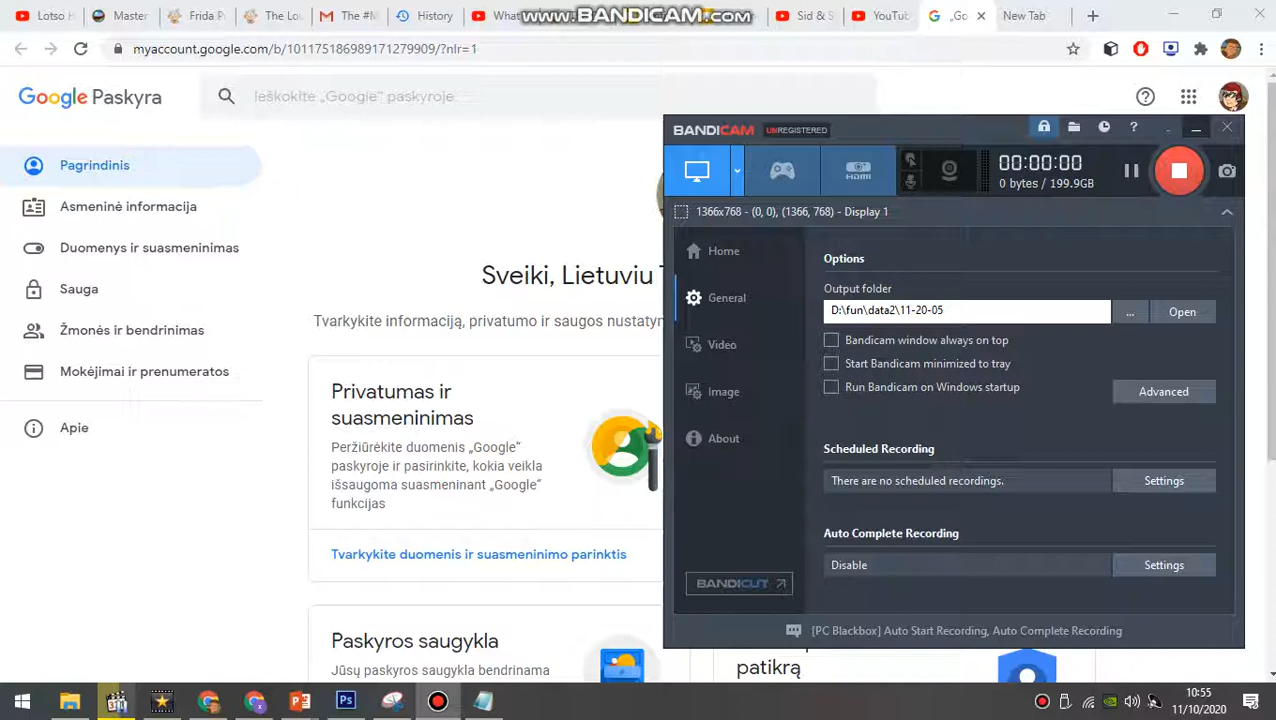 Lotso H
Master
Frida P
The Lou
The #M
History
What
www.BANDICAM.com
Sid & S
YouTu
„Go
New Tab
myaccount.google.com/b/101175186989171279909/?nlr=1
Google Paskyra
Ieškokite „Google“ paskyroje
Pagrindinis
Asmeninė informacija
Duomenys ir suasmeninimas
Sauga
Žmonės ir bendrinimas
Mokėjimai ir prenumeratos
Apie
Sveiki, Lietuviu
Tvarkykite informaciją, privatumo ir saugos nustatyn
Privatumas ir
suasmeninimas
Peržiūrėkite duomenis „Google“
paskyroje ir pasirinkite, kokia veikla
išsaugoma suasmeninant „Google“
funkcijas
Tvarkykite duomenis ir suasmeninimo parinktis
Paskyros saugykla
Jūsų paskyros saugykla bendrinama
patikrą
BANDICAM UNREGISTERED
HDMI
00:00:00
0 bytes / 199.9GB
1366x768 - (0, 0), (1366, 768) - Display 1
Home
General
Video
Image
About
BANDICUT
Options
Output folder
D:\fun\data2\11-20-05
...
Open
Bandicam window always on top
Start Bandicam minimized to tray
Run Bandicam on Windows startup
Advanced
Scheduled Recording
There are no scheduled recordings.
Settings
Auto Complete Recording
Disable
Settings
[PC Blackbox] Auto Start Recording, Auto Complete Recording
Ps
10:55
11/10/2020